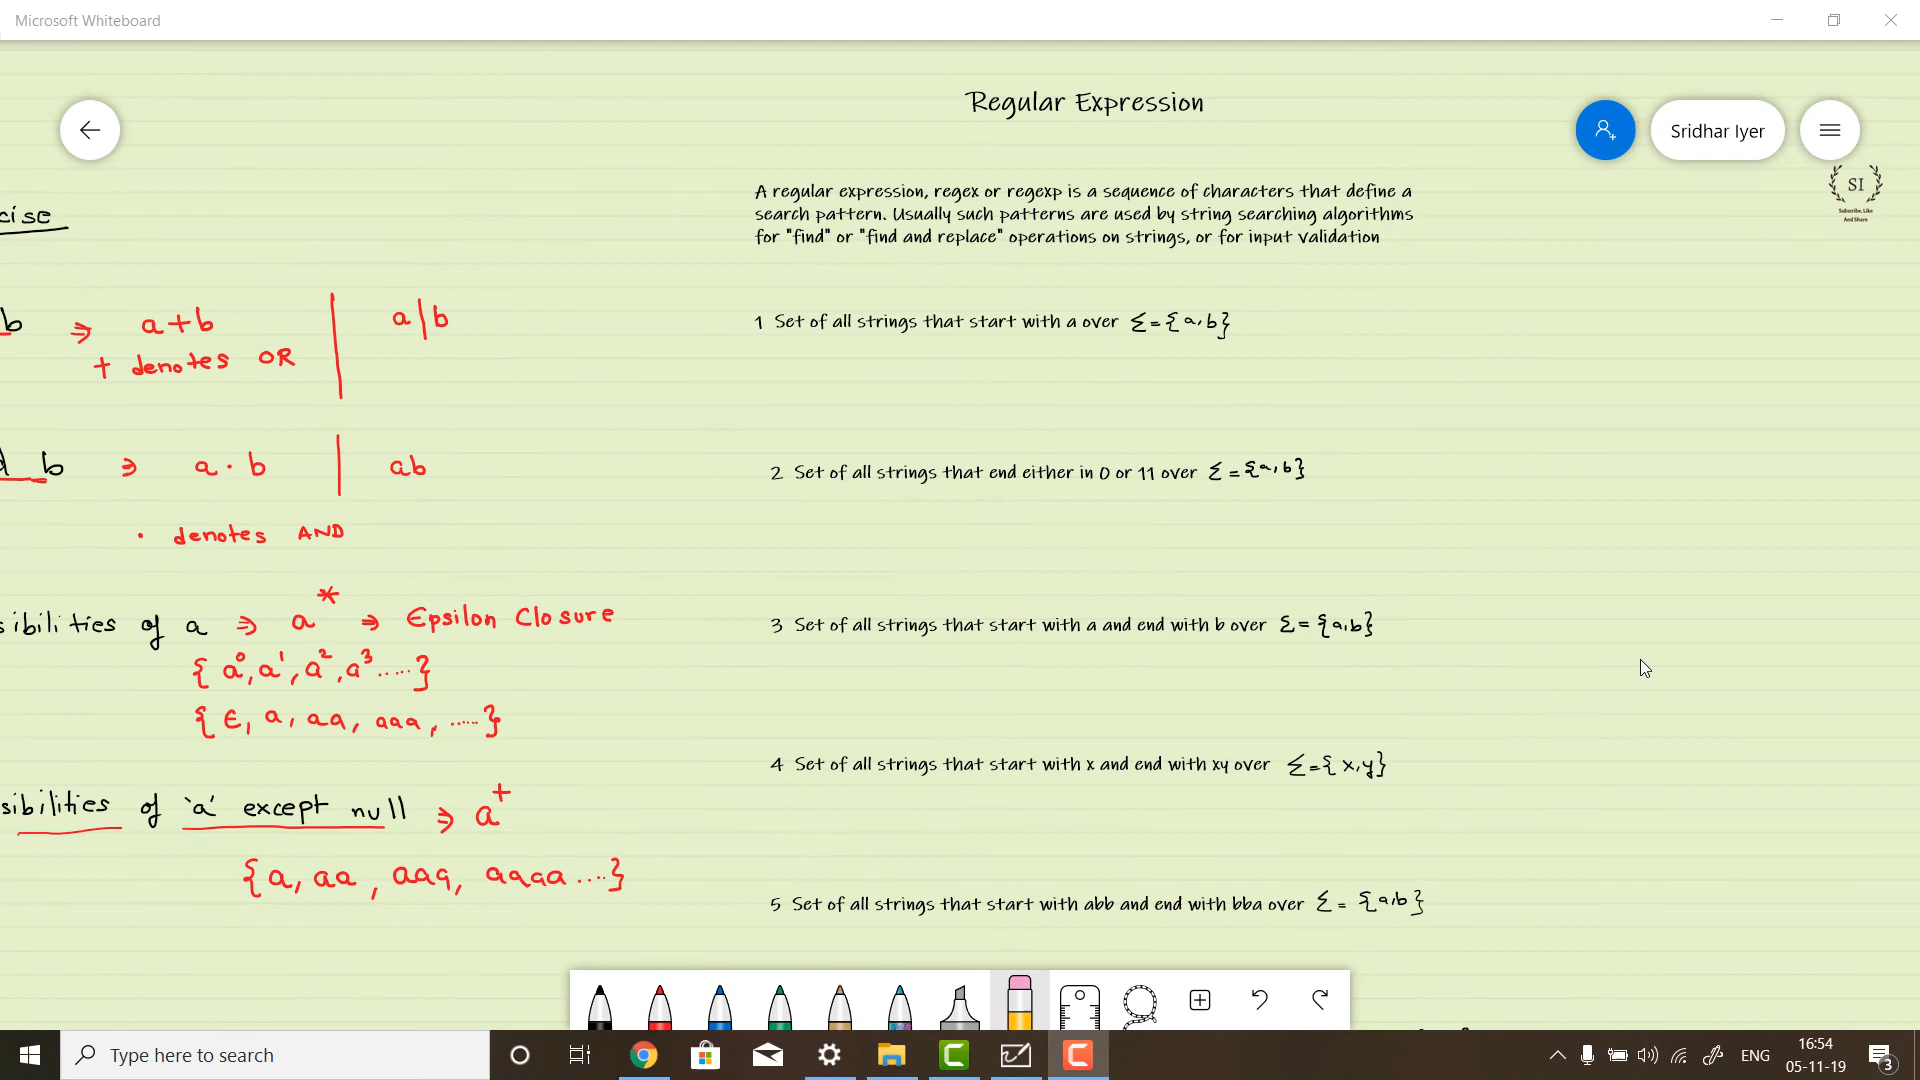 Microsoft Whiteboard
Regular Expression
Sridhar Iyer
SI
Subscribe, Like
And Share
A regular expression, regex or regexp is a sequence of characters that define a
search pattern. Usually such patterns are used by string searching algorithms
for "find" or "find and replace" operations on strings, or for input validation
cise
b ⇒ a+b | a|b
+ denotes OR
b ⇒ a · b | ab
· denotes AND
sibilities of a ⇒ a* ⇒ Epsilon Closure
{ a⁰, a¹, a², a³ ...... }
{ ε, a, aa, aaa, ..... }
sibilities of 'a' except null ⇒ a⁺
{ a, aa, aaa, aaaa .... }
1 Set of all strings that start with a over Σ = { a, b }
2 Set of all strings that end either in 0 or 11 over Σ = { a, b }
3 Set of all strings that start with a and end with b over Σ = { a, b }
4 Set of all strings that start with x and end with xy over Σ = { x, y }
5 Set of all strings that start with abb and end with bba over Σ = { a, b }
Type here to search
ENG
16:54
05-11-19
3